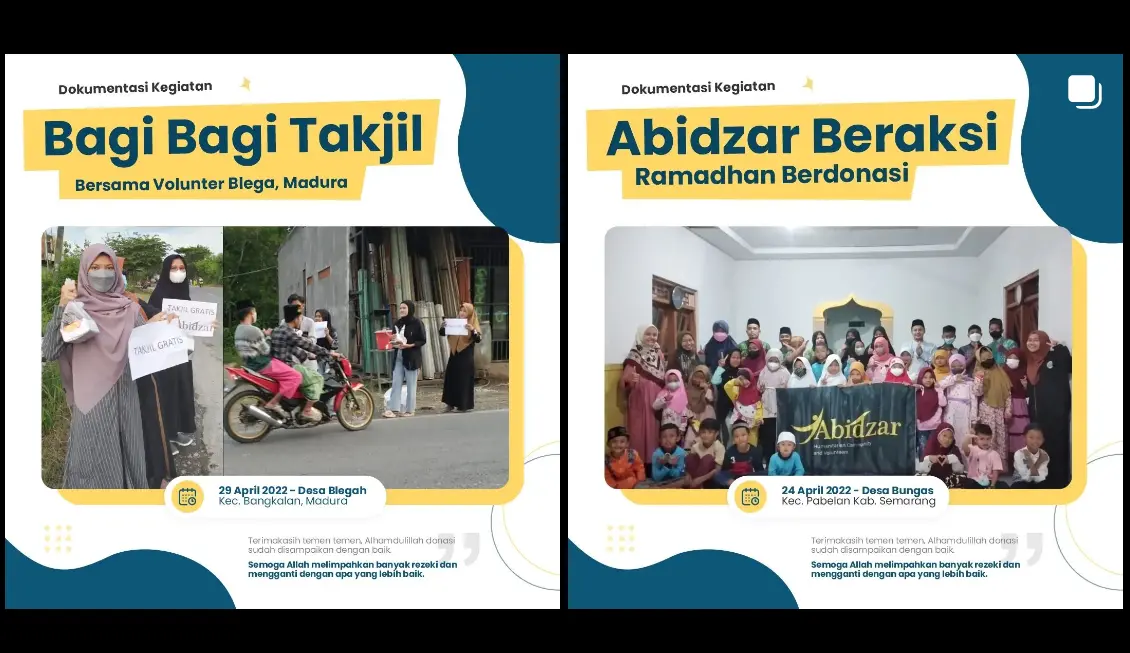 Dokumentasi Kegiatan
Bagi Bagi Takjil
Bersama Volunter Blega, Madura
TAKJIL GRATIS
Abidzar
TAKJIL GRATIS
29 April 2022 - Desa Blegah
Kec. Bangkalan, Madura
Terimakasih temen temen, Alhamdulillah donasi
sudah disampaikan dengan baik.
Semoga Allah melimpahkan banyak rezeki dan
mengganti dengan apa yang lebih baik.
Dokumentasi Kegiatan
Abidzar Beraksi
Ramadhan Berdonasi
Abidzar
Humanitarian Community
and Volunteer
24 April 2022 - Desa Bungas
Kec. Pabelan Kab. Semarang
Terimakasih temen temen, Alhamdulillah donasi
sudah disampaikan dengan baik.
Semoga Allah melimpahkan banyak rezeki dan
mengganti dengan apa yang lebih baik.